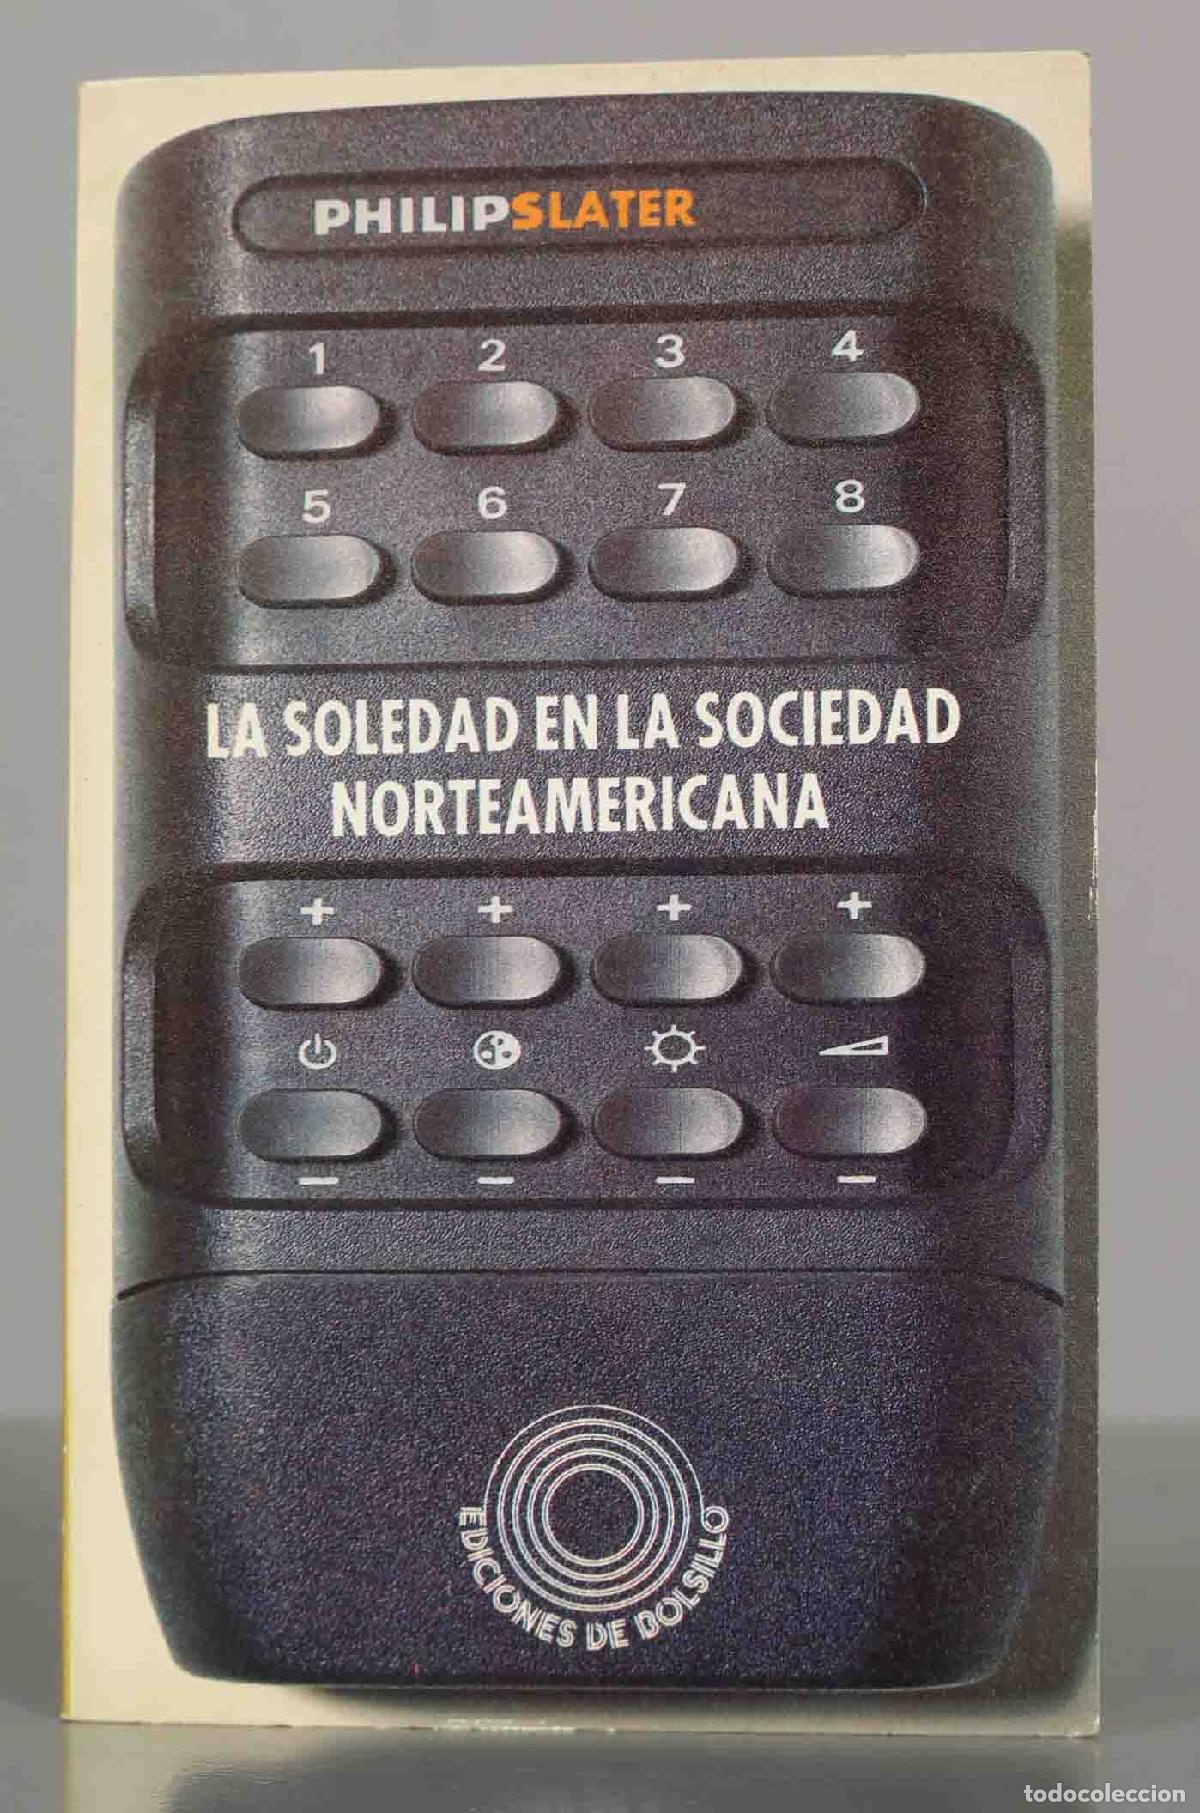 PHILIPSLATER
1 2 3 4
5 6 7 8
LA SOLEDAD EN LA SOCIEDAD
NORTEAMERICANA
+ + + +
− − − −
EDICIONES DE BOLSILLO
todocoleccion